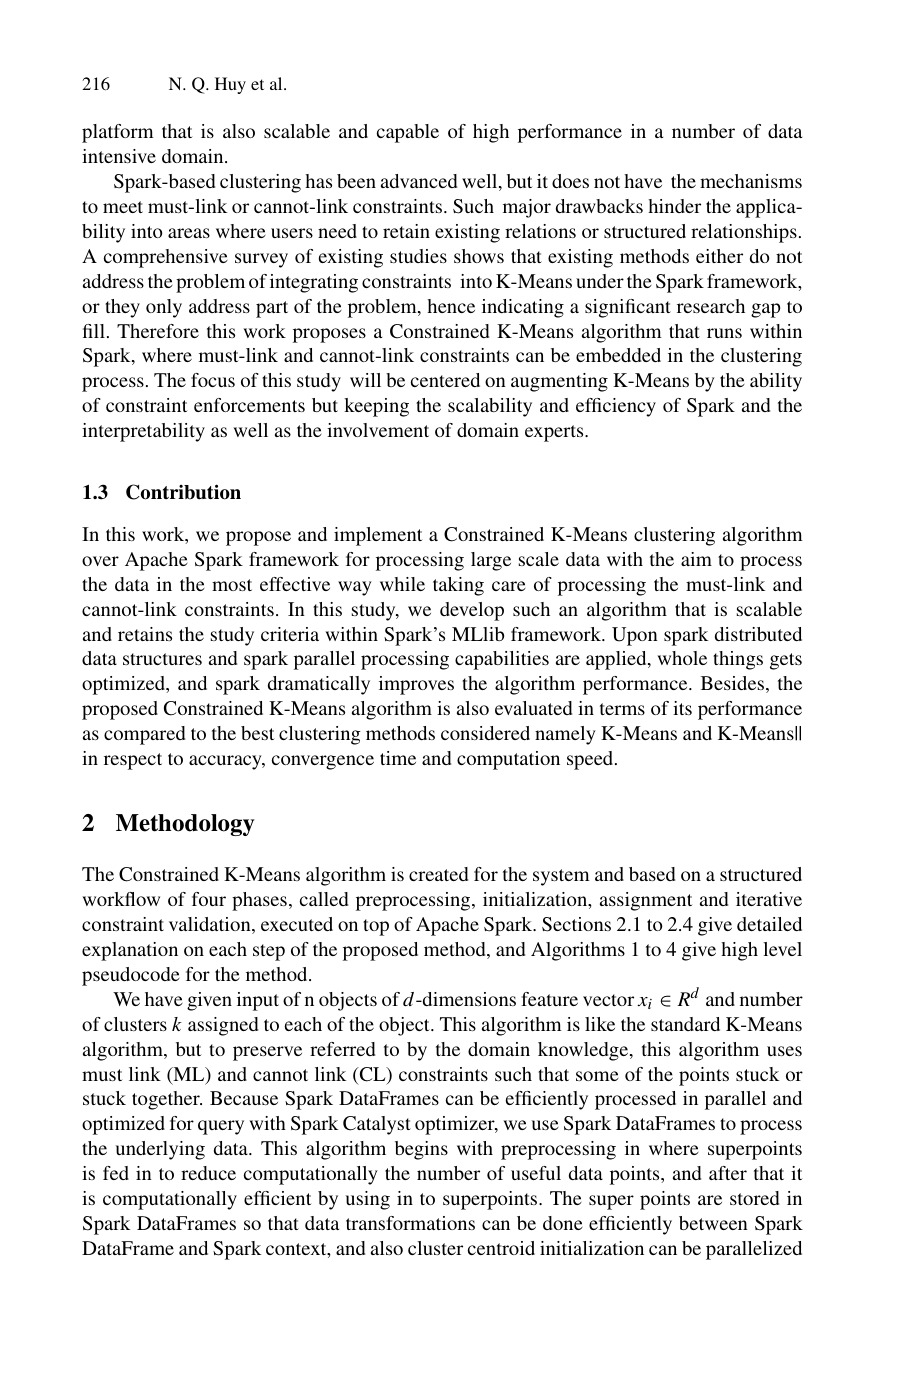 216 N. Q. Huy et al.
platform that is also scalable and capable of high performance in a number of data
intensive domain.
Spark-based clustering has been advanced well, but it does not have the mechanisms
to meet must-link or cannot-link constraints. Such major drawbacks hinder the applica-
bility into areas where users need to retain existing relations or structured relationships.
A comprehensive survey of existing studies shows that existing methods either do not
address the problem of integrating constraints into K-Means under the Spark framework,
or they only address part of the problem, hence indicating a significant research gap to
fill. Therefore this work proposes a Constrained K-Means algorithm that runs within
Spark, where must-link and cannot-link constraints can be embedded in the clustering
process. The focus of this study will be centered on augmenting K-Means by the ability
of constraint enforcements but keeping the scalability and efficiency of Spark and the
interpretability as well as the involvement of domain experts.
1.3 Contribution
In this work, we propose and implement a Constrained K-Means clustering algorithm
over Apache Spark framework for processing large scale data with the aim to process
the data in the most effective way while taking care of processing the must-link and
cannot-link constraints. In this study, we develop such an algorithm that is scalable
and retains the study criteria within Spark's MLlib framework. Upon spark distributed
data structures and spark parallel processing capabilities are applied, whole things gets
optimized, and spark dramatically improves the algorithm performance. Besides, the
proposed Constrained K-Means algorithm is also evaluated in terms of its performance
as compared to the best clustering methods considered namely K-Means and K-Means||
in respect to accuracy, convergence time and computation speed.
2 Methodology
The Constrained K-Means algorithm is created for the system and based on a structured
workflow of four phases, called preprocessing, initialization, assignment and iterative
constraint validation, executed on top of Apache Spark. Sections 2.1 to 2.4 give detailed
explanation on each step of the proposed method, and Algorithms 1 to 4 give high level
pseudocode for the method.
We have given input of n objects of d-dimensions feature vector x_i ∈ R^d and number
of clusters k assigned to each of the object. This algorithm is like the standard K-Means
algorithm, but to preserve referred to by the domain knowledge, this algorithm uses
must link (ML) and cannot link (CL) constraints such that some of the points stuck or
stuck together. Because Spark DataFrames can be efficiently processed in parallel and
optimized for query with Spark Catalyst optimizer, we use Spark DataFrames to process
the underlying data. This algorithm begins with preprocessing in where superpoints
is fed in to reduce computationally the number of useful data points, and after that it
is computationally efficient by using in to superpoints. The super points are stored in
Spark DataFrames so that data transformations can be done efficiently between Spark
DataFrame and Spark context, and also cluster centroid initialization can be parallelized